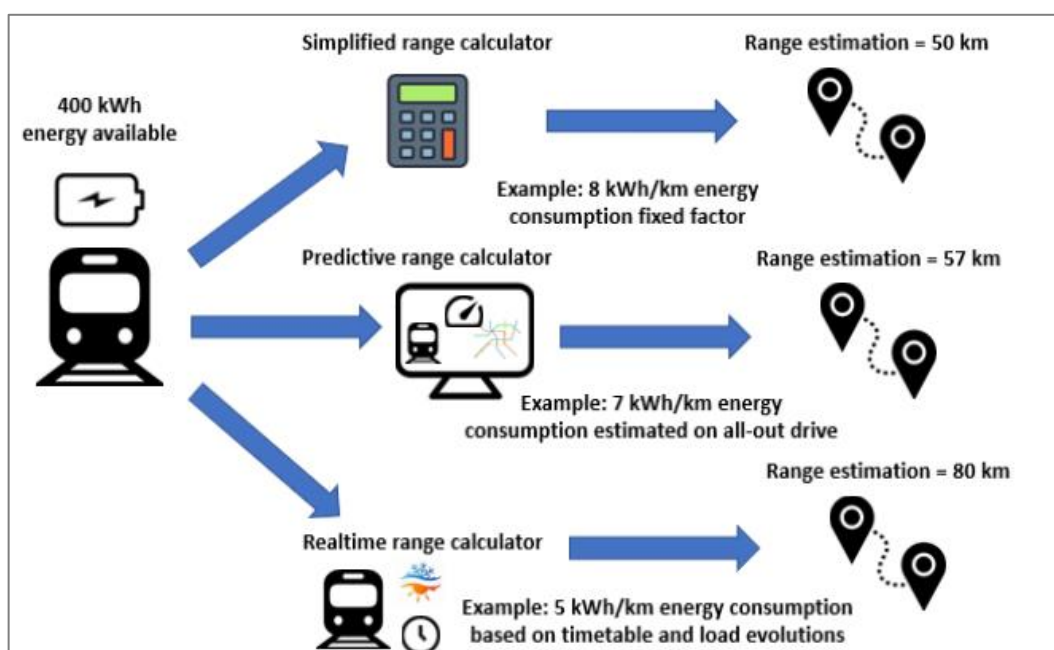 Simplified range calculator
Range estimation = 50 km
400 kWh
energy available
Example: 8 kWh/km energy
consumption fixed factor
Predictive range calculator
Range estimation = 57 km
Example: 7 kWh/km energy
consumption estimated on all-out drive
Range estimation = 80 km
Realtime range calculator
Example: 5 kWh/km energy consumption
based on timetable and load evolutions